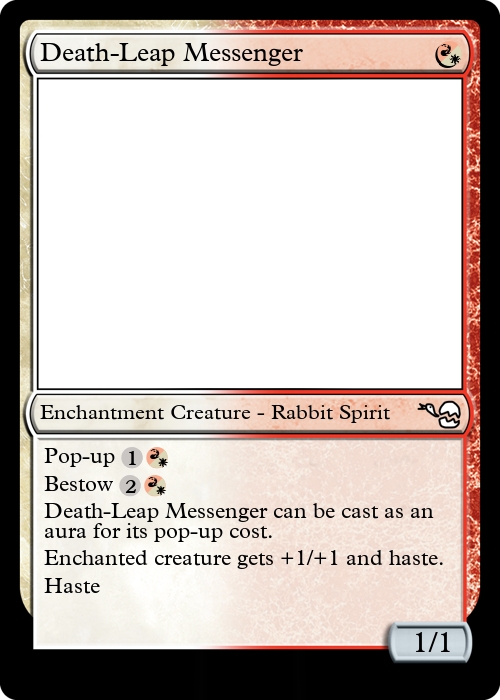 Death-Leap Messenger
Enchantment Creature - Rabbit Spirit
Pop-up 1
Bestow 2
Death-Leap Messenger can be cast as an
aura for its pop-up cost.
Enchanted creature gets +1/+1 and haste.
Haste
1/1